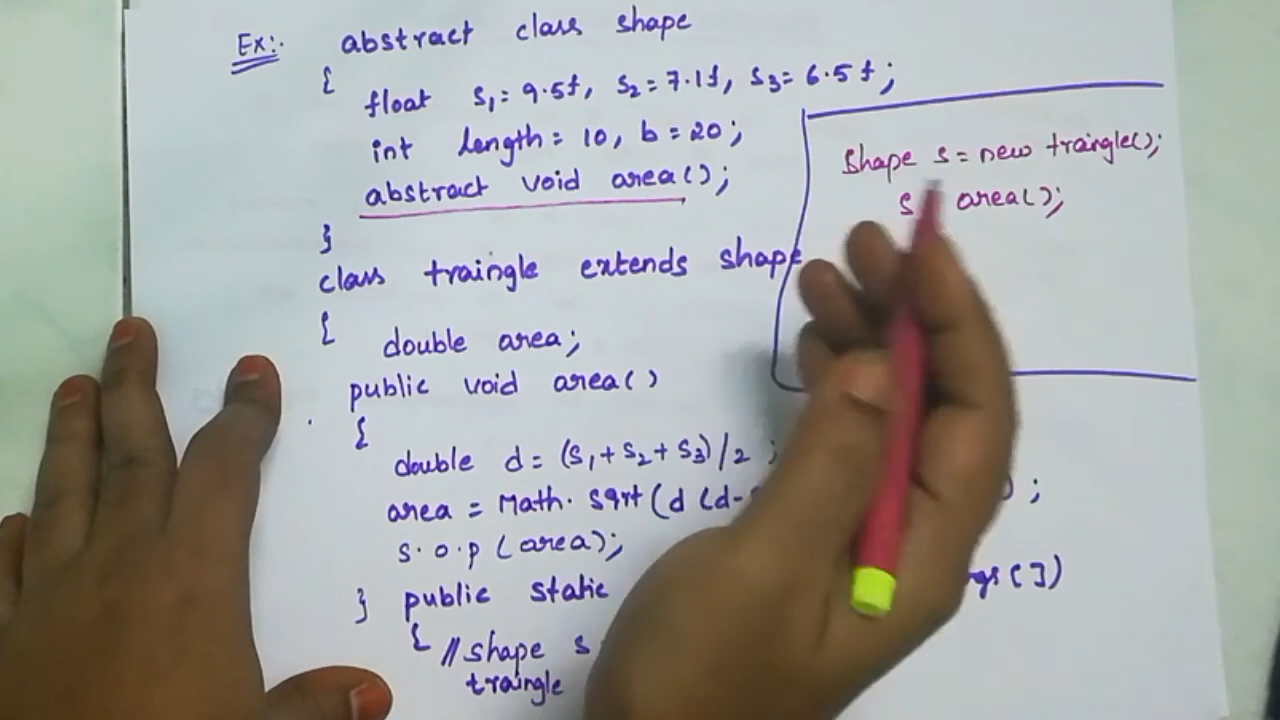 Ex:- abstract class shape
{
float s1 = 9.5f, s2 = 7.1f, s3 = 6.5f;
int length = 10, b = 20;
abstract void area();
}
class traingle extends shape
{ double area;
public void area()
{
double d = (s1 + s2 + s3)/2 ;
area = Math. sqrt (d (d- ) ;
s.o.p (area);
} public static [])
{ // shape s
traingle
shape s = new traingle();
s area();